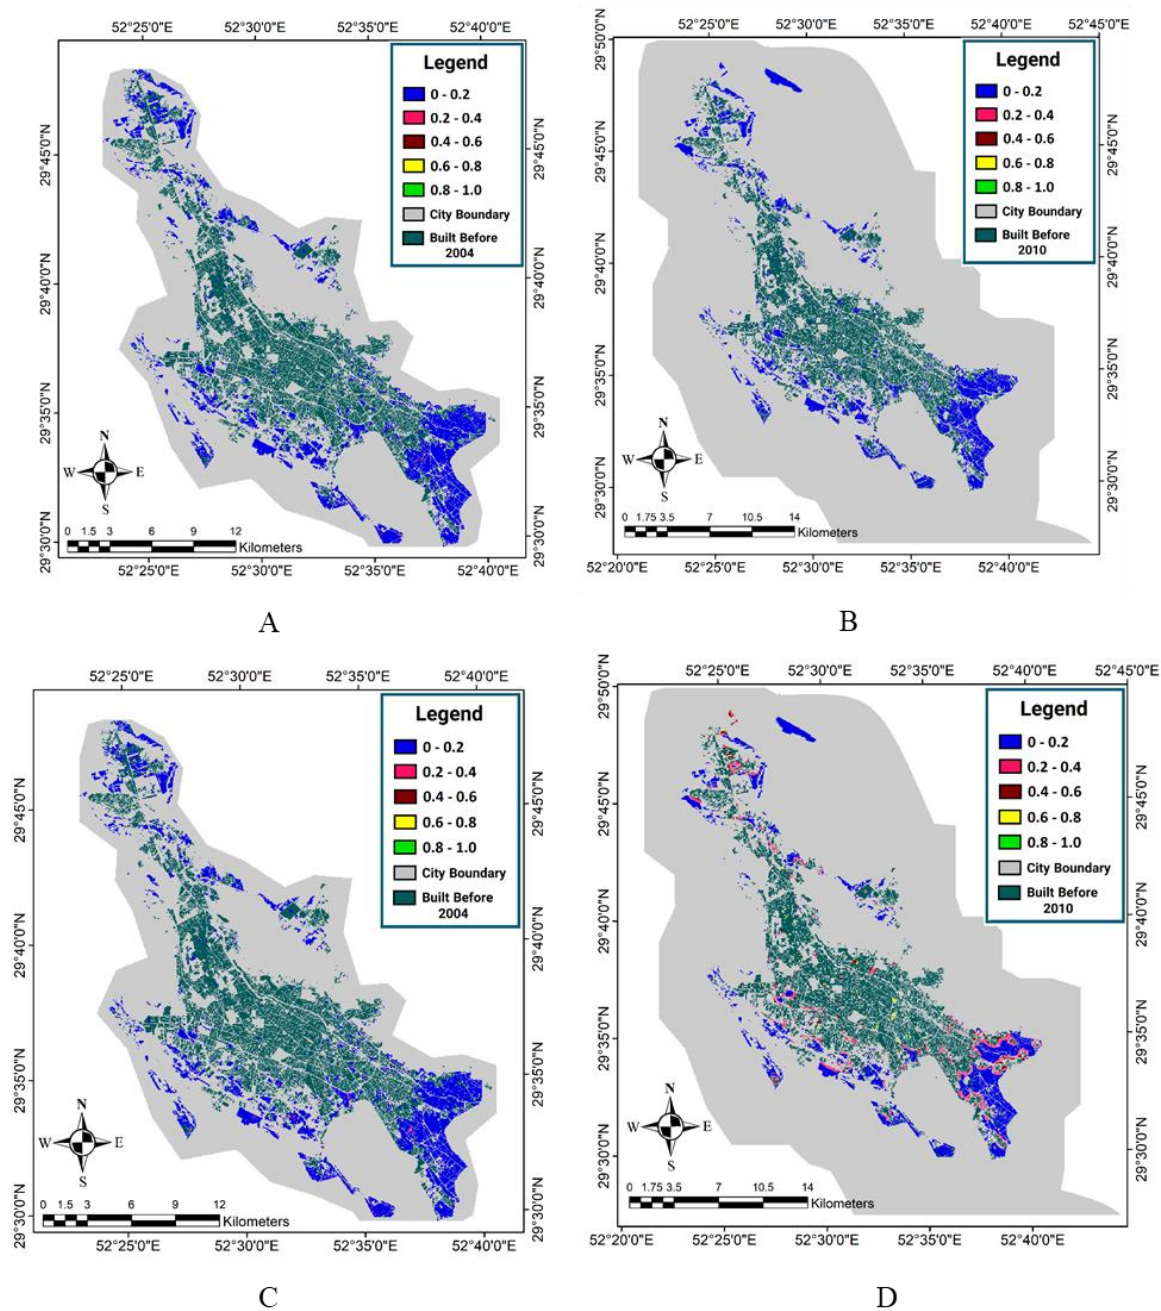 52°25'0"E 52°30'0"E 52°35'0"E 52°40'0"E
Legend
0 - 0.2
0.2 - 0.4
0.4 - 0.6
0.6 - 0.8
0.8 - 1.0
City Boundary
Built Before
2004
29°45'0"N
29°40'0"N
29°35'0"N
29°30'0"N
29°45'0"N
29°40'0"N
29°35'0"N
29°30'0"N
N
W E
S
0 1.5 3 6 9 12
Kilometers
52°25'0"E 52°30'0"E 52°35'0"E 52°40'0"E
A
52°25'0"E 52°30'0"E 52°35'0"E 52°40'0"E 52°45'0"E
Legend
0 - 0.2
0.2 - 0.4
0.4 - 0.6
0.6 - 0.8
0.8 - 1.0
City Boundary
Built Before
2010
29°50'0"N
29°45'0"N
29°40'0"N
29°35'0"N
29°30'0"N
29°45'0"N
29°40'0"N
29°35'0"N
29°30'0"N
N
W E
S
0 1.75 3.5 7 10.5 14
Kilometers
52°20'0"E 52°25'0"E 52°30'0"E 52°35'0"E 52°40'0"E
B
52°25'0"E 52°30'0"E 52°35'0"E 52°40'0"E
Legend
0 - 0.2
0.2 - 0.4
0.4 - 0.6
0.6 - 0.8
0.8 - 1.0
City Boundary
Built Before
2004
29°45'0"N
29°40'0"N
29°35'0"N
29°30'0"N
29°45'0"N
29°40'0"N
29°35'0"N
29°30'0"N
N
W E
S
0 1.5 3 6 9 12
Kilometers
52°25'0"E 52°30'0"E 52°35'0"E 52°40'0"E
C
52°25'0"E 52°30'0"E 52°35'0"E 52°40'0"E 52°45'0"E
Legend
0 - 0.2
0.2 - 0.4
0.4 - 0.6
0.6 - 0.8
0.8 - 1.0
City Boundary
Built Before
2010
29°50'0"N
29°45'0"N
29°40'0"N
29°35'0"N
29°30'0"N
29°45'0"N
29°40'0"N
29°35'0"N
29°30'0"N
N
W E
S
0 1.75 3.5 7 10.5 14
Kilometers
52°20'0"E 52°25'0"E 52°30'0"E 52°35'0"E 52°40'0"E
D